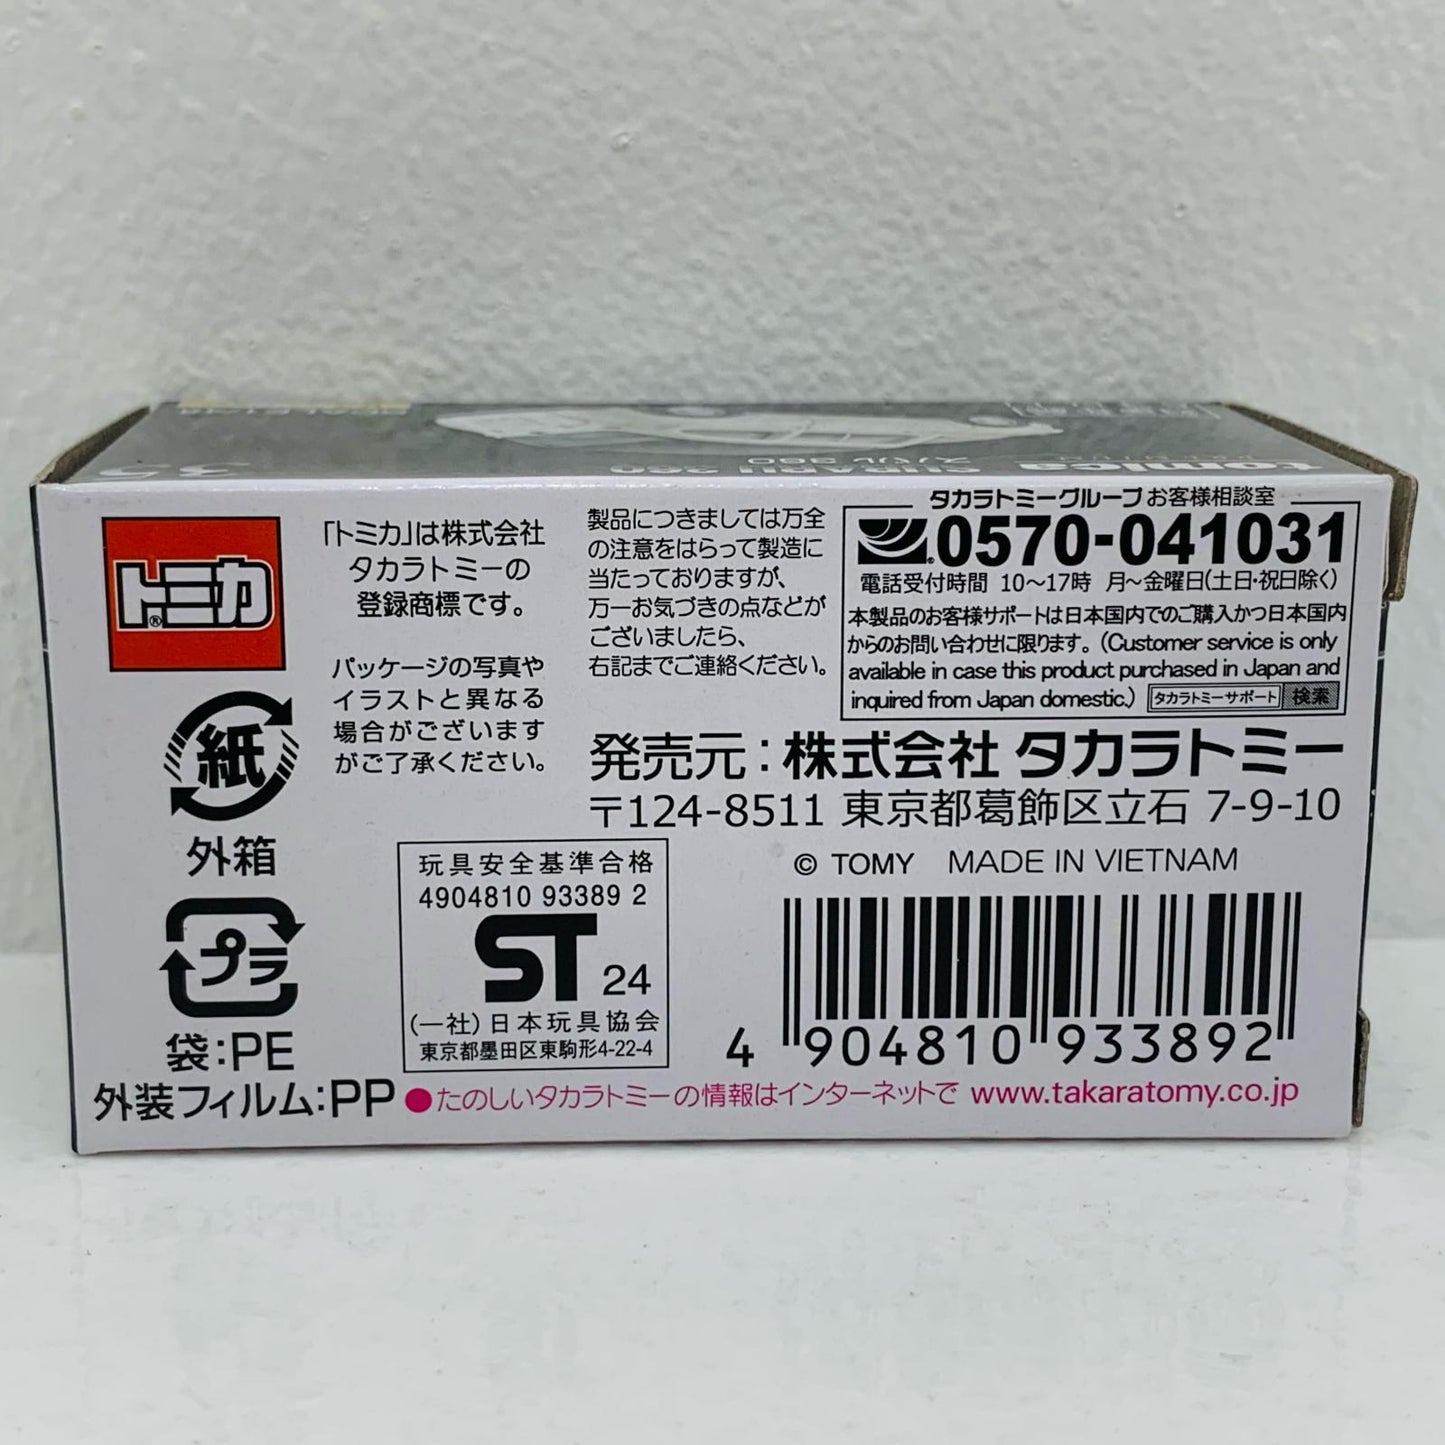 35
SUBARU 360
スバル 360
tomica
トミカ
®
「トミカ」は株式会社
タカラトミーの
登録商標です。
パッケージの写真や
イラストと異なる
場合がございます
がご了承ください。
製品につきましては万全
の注意をはらって製造に
当たっておりますが、
万一お気づきの点などが
ございましたら、
右記までご連絡ください。
タカラトミーグループお客様相談室
0570-041031
電話受付時間 10〜17時 月〜金曜日(土日・祝日除く)
本製品のお客様サポートは日本国内でのご購入かつ日本国内
からのお問い合わせに限ります。(Customer service is only
available in case this product purchased in Japan and
inquired from Japan domestic.) タカラトミーサポート 検索
発売元:株式会社 タカラトミー
〒124-8511 東京都葛飾区立石 7-9-10
© TOMY MADE IN VIETNAM
紙
外箱
プラ
袋:PE
外装フィルム:PP
玩具安全基準合格
4904810 93389 2
ST 24
(一社)日本玩具協会
東京都墨田区東駒形4-22-4
4 904810 933892
●たのしいタカラトミーの情報はインターネットで www.takaratomy.co.jp